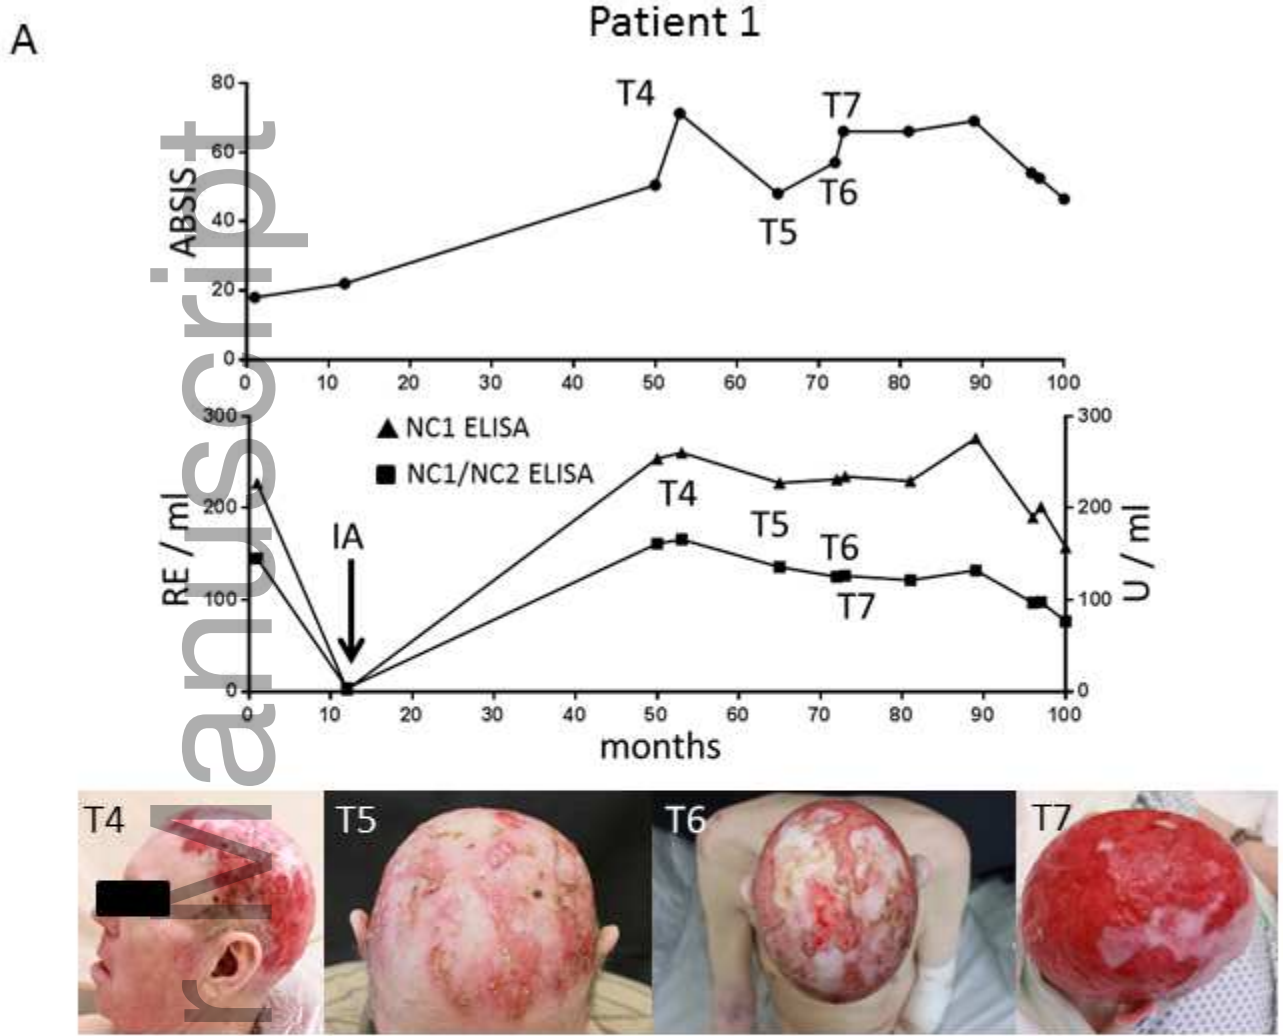 A
Patient 1
80
60
40
20
0
ABSIS
T4
T5
T6
T7
0 10 20 30 40 50 60 70 80 90 100
300
200
100
0
RE / ml
▲ NC1 ELISA
■ NC1/NC2 ELISA
IA
T4
T5
T6
T7
300
200
100
0
U / ml
0 10 20 30 40 50 60 70 80 90 100
months
T4 T5 T6 T7
r Manuscript